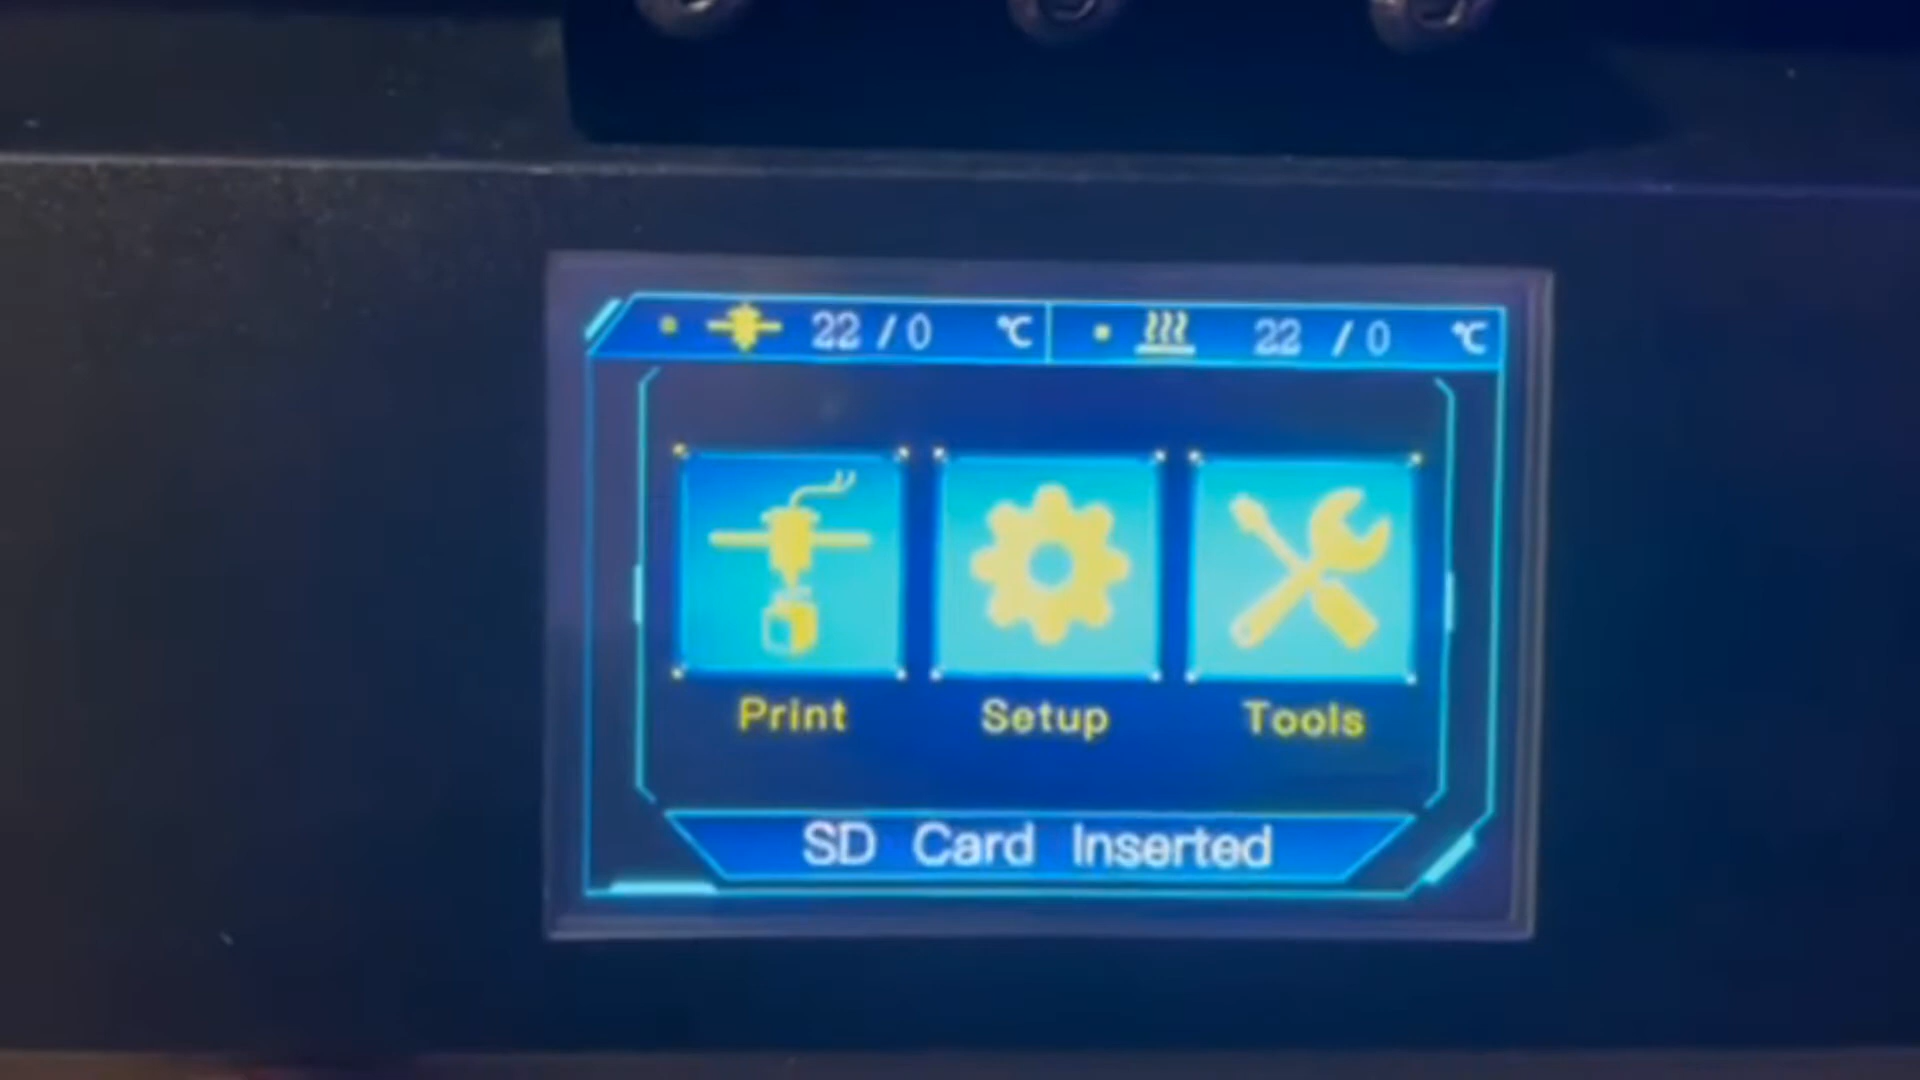 22 / 0 ℃ 22 / 0 ℃
Print Setup Tools
SD Card Inserted